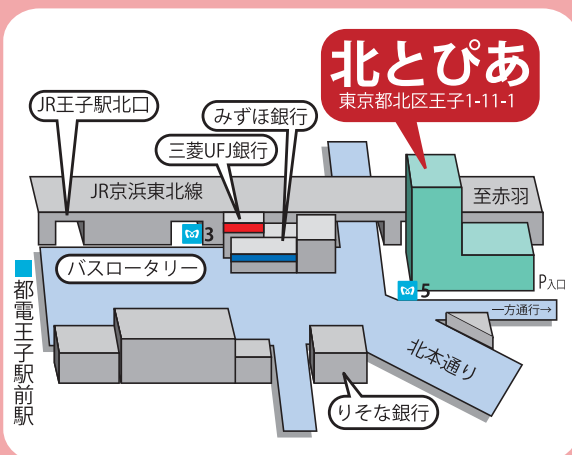 北とぴあ
東京都北区王子1-11-1
JR王子駅北口
みずほ銀行
三菱UFJ銀行
JR京浜東北線
至赤羽
3
バスロータリー
P入口
5
一方通行→
都電王子駅前駅
北本通り
りそな銀行